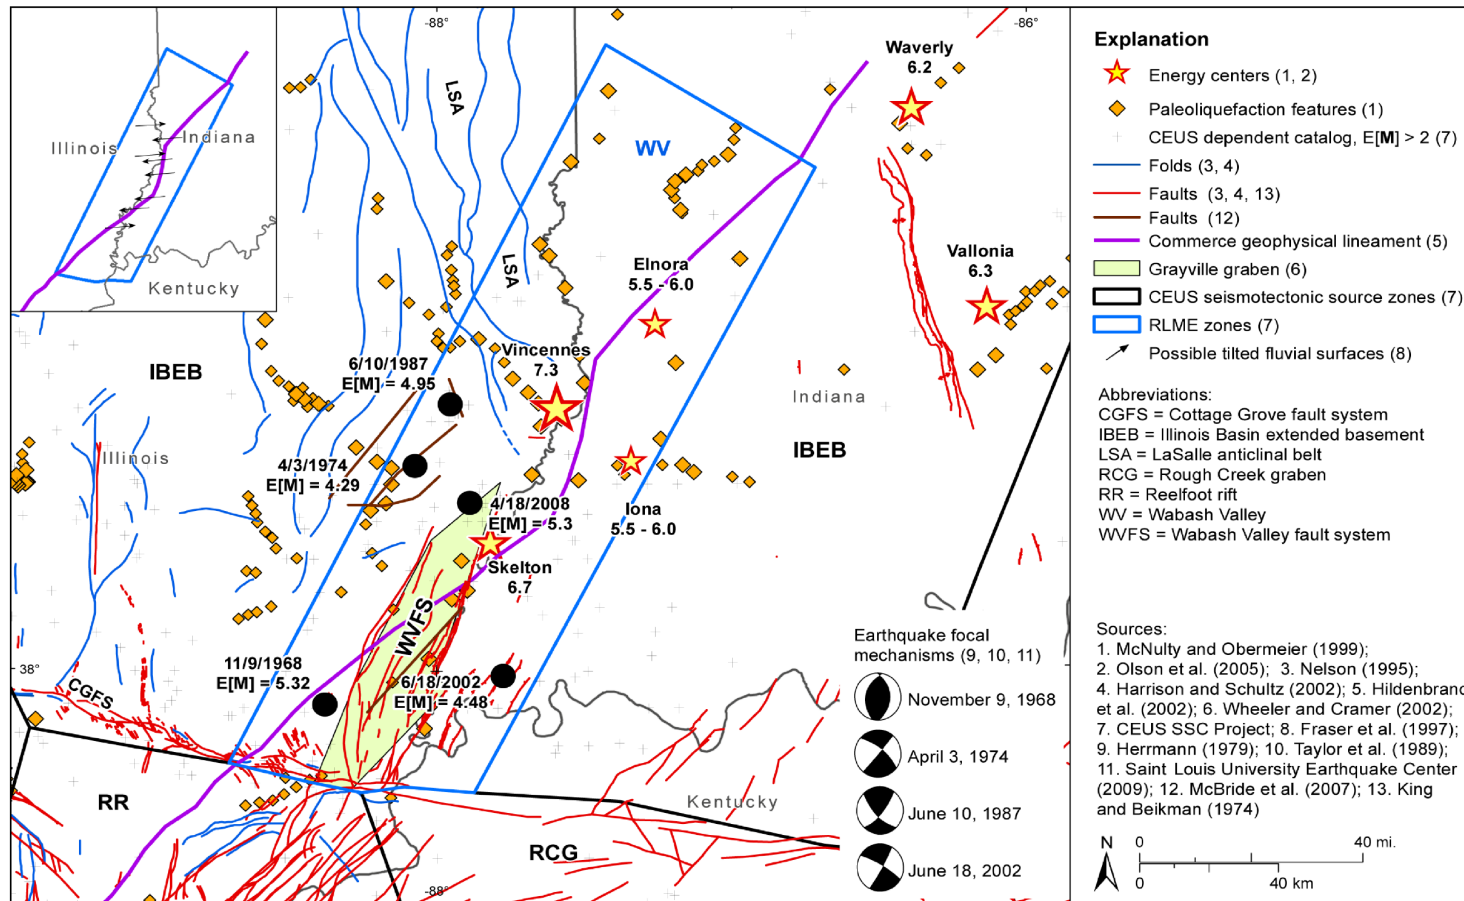 -88°
-86°
Waverly
6.2
LSA
Illinois
Indiana
WV
Kentucky
LSA
Elnora
5.5 - 6.0
Vallonia
6.3
Vincennes
7.3
6/10/1987
E[M] = 4.95
IBEB
Indiana
Illinois
4/3/1974
E[M] = 4.29
IBEB
4/18/2008
E[M] = 5.3
Iona
5.5 - 6.0
Skelton
6.7
WVFS
38°
11/9/1968
E[M] = 5.32
6/18/2002
E[M] = 4.48
CGFS
RR
Kentucky
RCG
-88°
Earthquake focal
mechanisms (9, 10, 11)
November 9, 1968
April 3, 1974
June 10, 1987
June 18, 2002
Explanation
Energy centers (1, 2)
Paleoliquefaction features (1)
CEUS dependent catalog, E[M] > 2 (7)
Folds (3, 4)
Faults (3, 4, 13)
Faults (12)
Commerce geophysical lineament (5)
Grayville graben (6)
CEUS seismotectonic source zones (7)
RLME zones (7)
Possible tilted fluvial surfaces (8)
Abbreviations:
CGFS = Cottage Grove fault system
IBEB = Illinois Basin extended basement
LSA = LaSalle anticlinal belt
RCG = Rough Creek graben
RR = Reelfoot rift
WV = Wabash Valley
WVFS = Wabash Valley fault system
Sources:
1. McNulty and Obermeier (1999);
2. Olson et al. (2005); 3. Nelson (1995);
4. Harrison and Schultz (2002); 5. Hildenbrand
et al. (2002); 6. Wheeler and Cramer (2002);
7. CEUS SSC Project; 8. Fraser et al. (1997);
9. Herrmann (1979); 10. Taylor et al. (1989);
11. Saint Louis University Earthquake Center
(2009); 12. McBride et al. (2007); 13. King
and Beikman (1974)
N
0 40 mi.
0 40 km